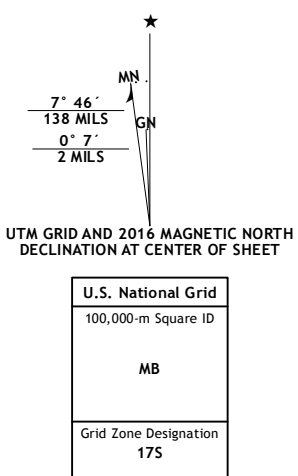 ★
MN
GN
7° 46´
138 MILS
0° 7´
2 MILS
UTM GRID AND 2016 MAGNETIC NORTH
DECLINATION AT CENTER OF SHEET
U.S. National Grid
100,000-m Square ID
MB
Grid Zone Designation
17S